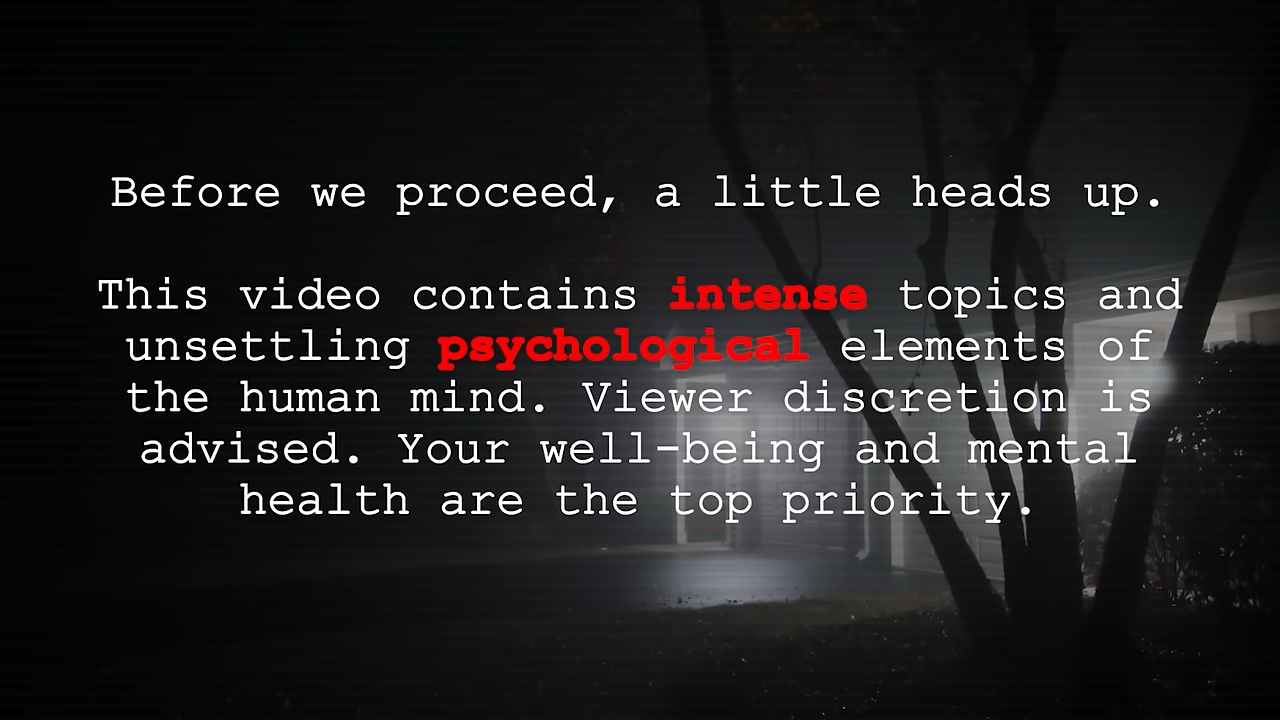 Before we proceed, a little heads up.
This video contains intense topics and
unsettling psychological elements of
the human mind. Viewer discretion is
advised. Your well-being and mental
health are the top priority.